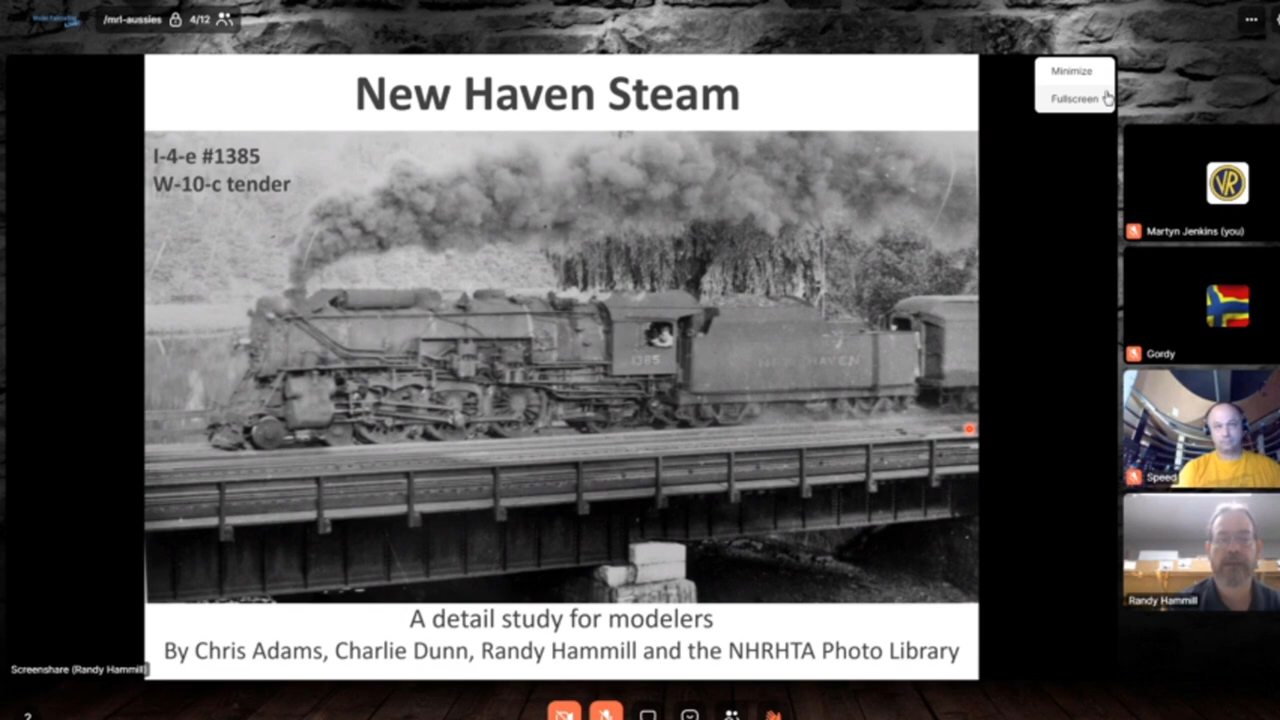 /mrl-aussies
4/12
New Haven Steam
I-4-e #1385
W-10-c tender
1385
NEW HAVEN
A detail study for modelers
By Chris Adams, Charlie Dunn, Randy Hammill and the NHRHTA Photo Library
Screenshare (Randy Hammill)
Minimize
Fullscreen
VR
Martyn Jenkins (you)
Gordy
Speed
Randy Hammill